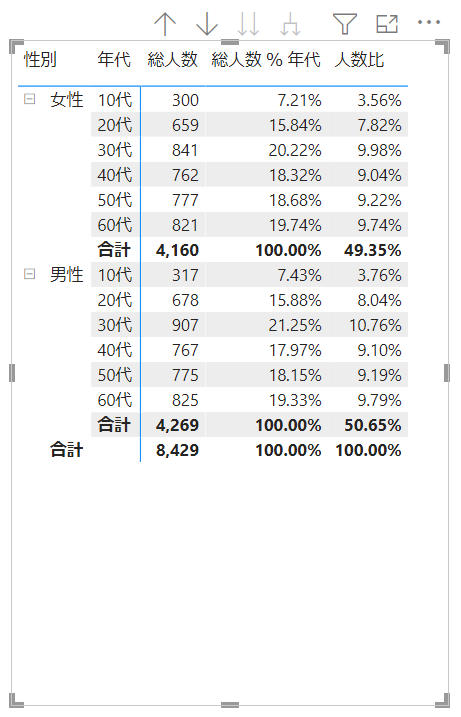 性別 年代 総人数 総人数 % 年代 人数比
女性 10代 300 7.21% 3.56%
20代 659 15.84% 7.82%
30代 841 20.22% 9.98%
40代 762 18.32% 9.04%
50代 777 18.68% 9.22%
60代 821 19.74% 9.74%
合計 4,160 100.00% 49.35%
男性 10代 317 7.43% 3.76%
20代 678 15.88% 8.04%
30代 907 21.25% 10.76%
40代 767 17.97% 9.10%
50代 775 18.15% 9.19%
60代 825 19.33% 9.79%
合計 4,269 100.00% 50.65%
合計 8,429 100.00% 100.00%